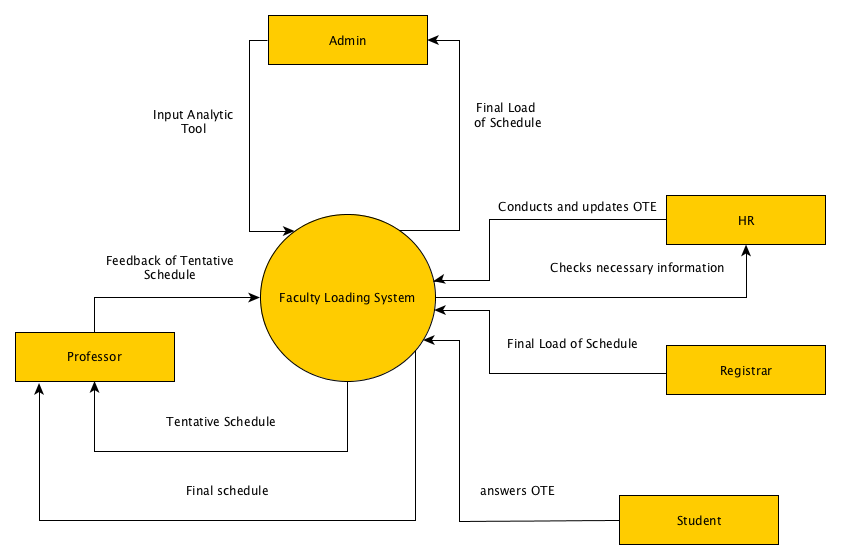 Admin
Input Analytic
Tool
Final Load
of Schedule
Conducts and updates OTE
HR
Feedback of Tentative
Schedule
Checks necessary information
Faculty Loading System
Final Load of Schedule
Professor
Registrar
Tentative Schedule
Final schedule
answers OTE
Student